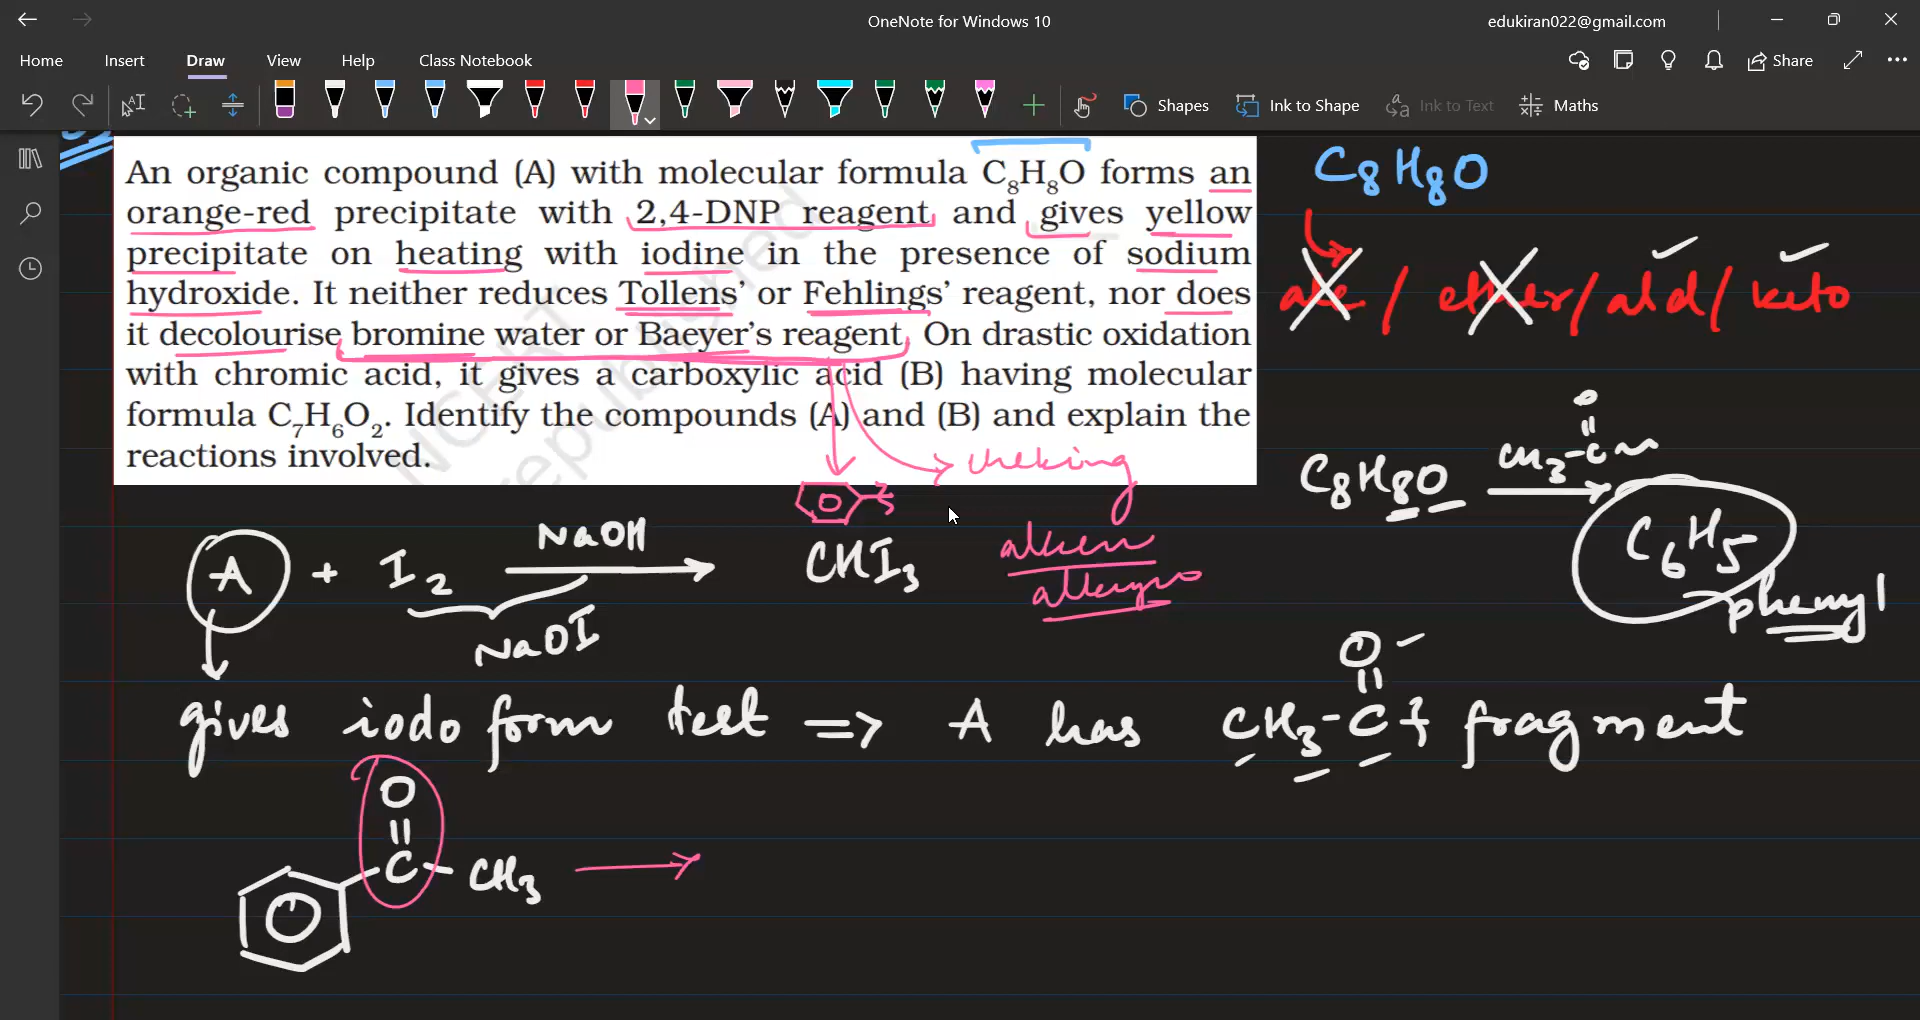 OneNote for Windows 10
edukiran022@gmail.com
Home Insert Draw View Help Class Notebook
Share
Shapes Ink to Shape Ink to Text Maths
An organic compound (A) with molecular formula C₈H₈O forms an
orange-red precipitate with 2,4-DNP reagent and gives yellow
precipitate on heating with iodine in the presence of sodium
hydroxide. It neither reduces Tollens’ or Fehlings’ reagent, nor does
it decolourise bromine water or Baeyer’s reagent. On drastic oxidation
with chromic acid, it gives a carboxylic acid (B) having molecular
formula C₇H₆O₂. Identify the compounds (A) and (B) and explain the
reactions involved.
C8H8O
alc / ether / ald / keto
O
||
C8H8O CH3-C
C6H5
phenyl
A + I2 NaOH CHI3
NaOI
O
||
gives iodo form test => A has CH3-C fragment
O
||
C - CH3